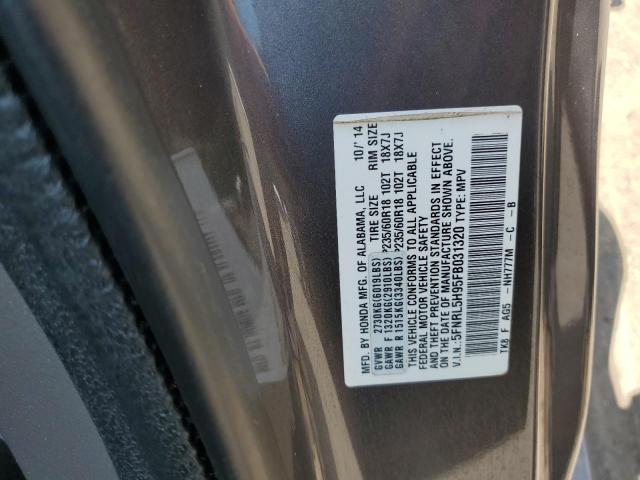 MFD. BY HONDA MFG. OF ALABAMA, LLC 10/'14
TIRE SIZE RIM SIZE
GVWR 2730KG(6019LBS)
GAWR F 1320KG(2910LBS) P235/60R18 102T 18X7J
GAWR R 1515KG(3340LBS) P235/60R18 102T 18X7J
THIS VEHICLE CONFORMS TO ALL APPLICABLE
FEDERAL MOTOR VEHICLE SAFETY
AND THEFT PREVENTION STANDARDS IN EFFECT
ON THE DATE OF MANUFACTURE SHOWN ABOVE.
V.I.N.: 5FNRL5H95FB031320 TYPE: MPV
TK8 F AG5 - NH777M - C - B